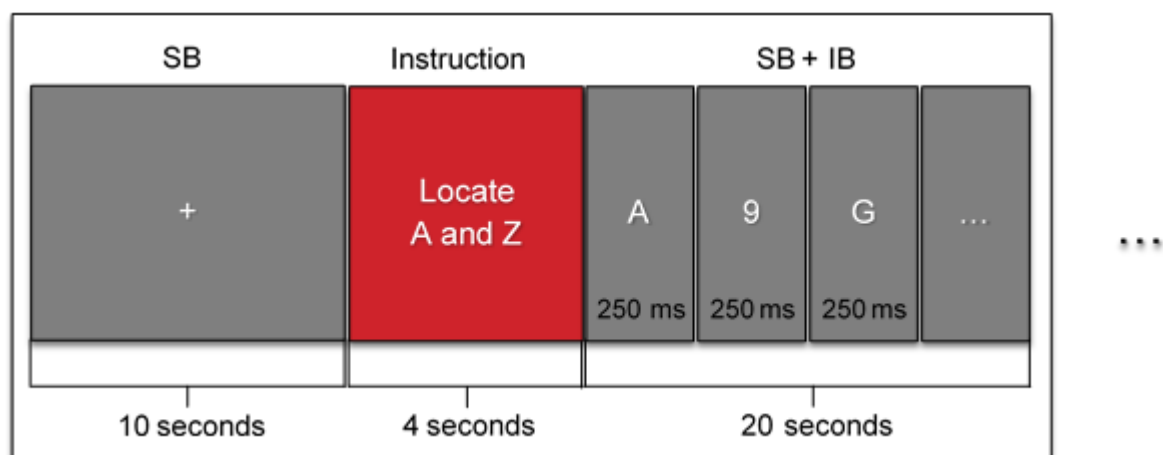 SB Instruction SB + IB
+
Locate
A and Z
A 9 G ...
...
250 ms 250 ms 250 ms
10 seconds 4 seconds 20 seconds